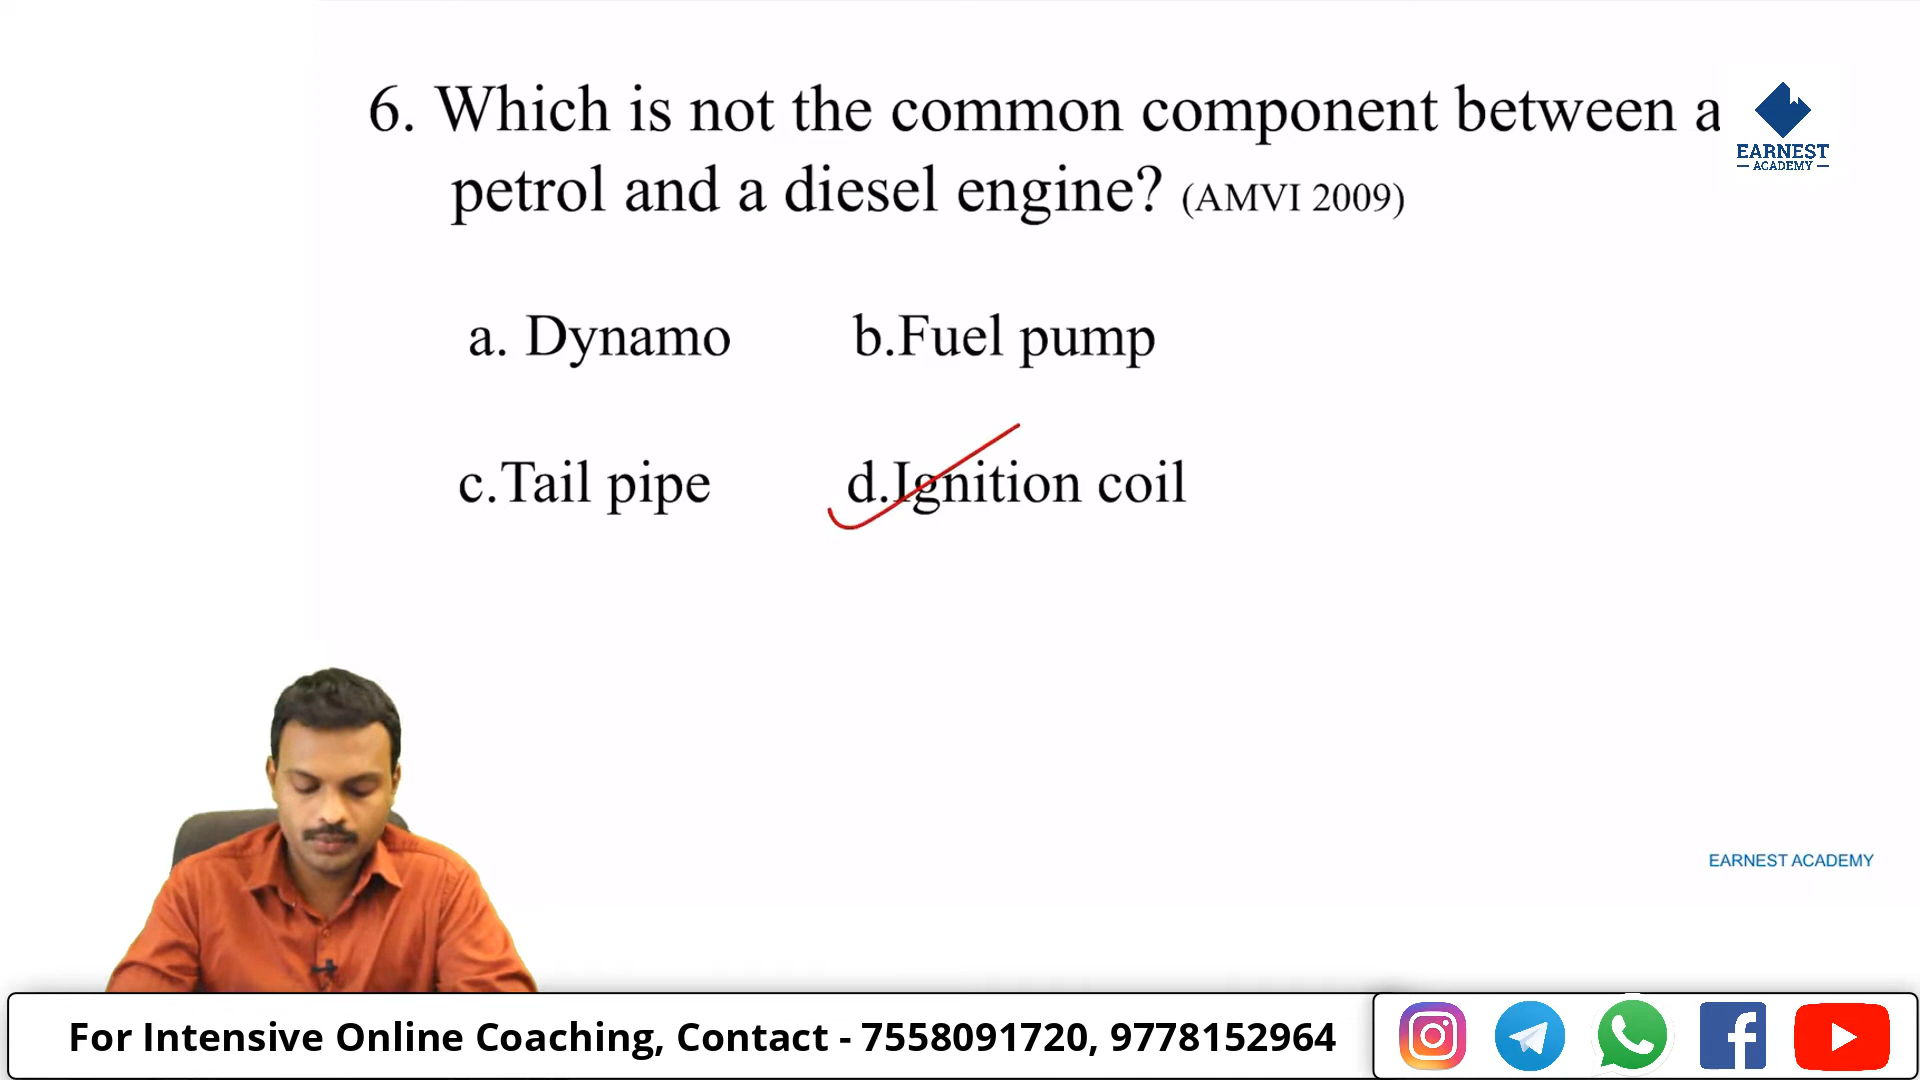 6. Which is not the common component between a
petrol and a diesel engine? (AMVI 2009)
EARNEST
ACADEMY
a. Dynamo b.Fuel pump
c.Tail pipe d.Ignition coil
EARNEST ACADEMY
For Intensive Online Coaching, Contact - 7558091720, 9778152964